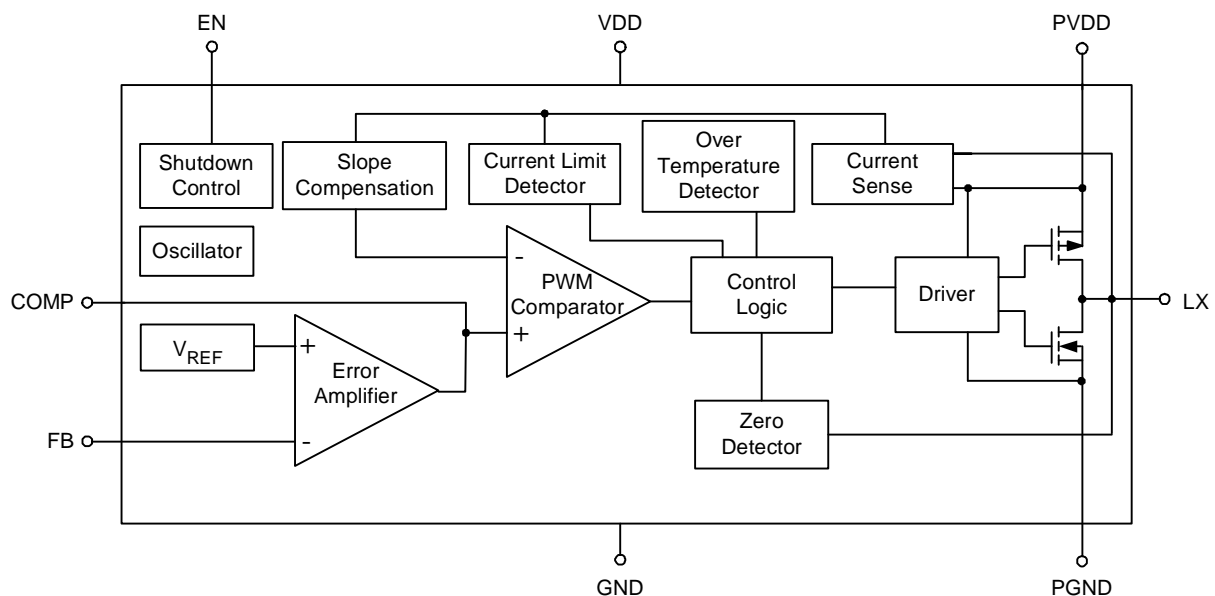 EN
VDD
PVDD
Shutdown
Control
Slope
Compensation
Current Limit
Detector
Over
Temperature
Detector
Current
Sense
Oscillator
-
PWM
Comparator
+
Control
Logic
Driver
COMP
LX
VREF
+
Error
Amplifier
-
FB
Zero
Detector
GND
PGND